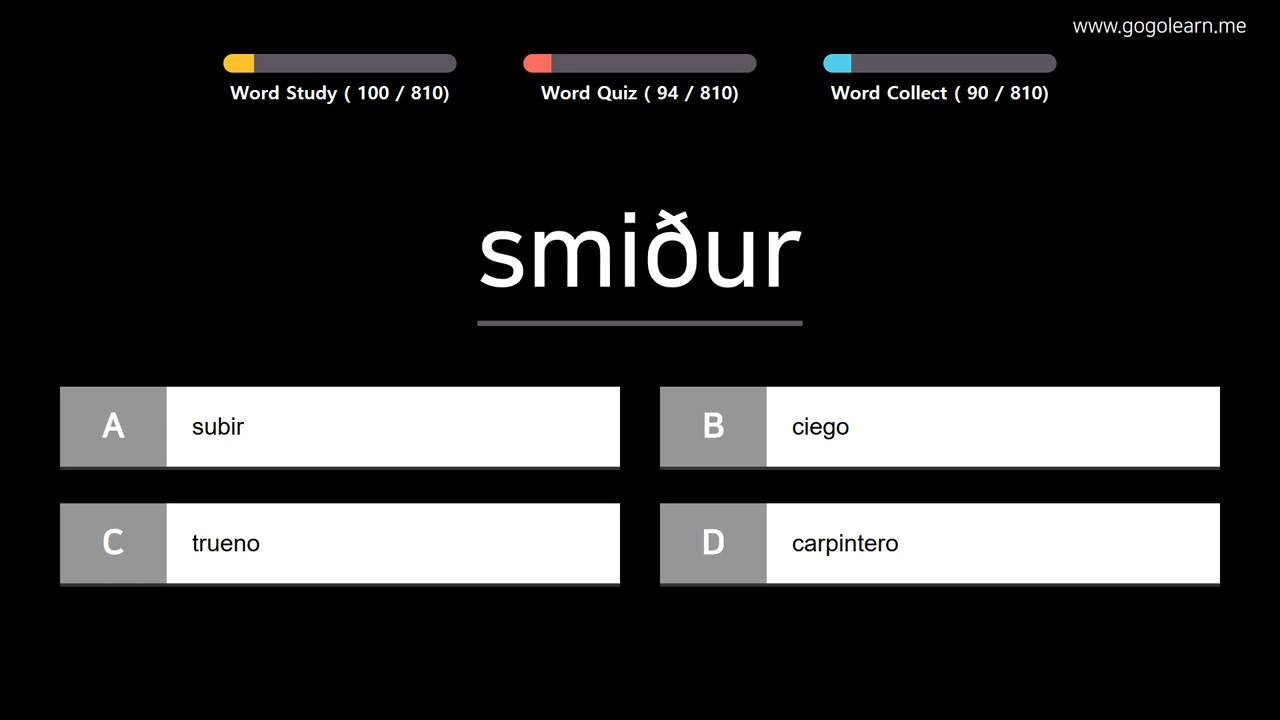 www.gogolearn.me
Word Study ( 100 / 810)
Word Quiz ( 94 / 810)
Word Collect ( 90 / 810)
smiður
A subir
B ciego
C trueno
D carpintero